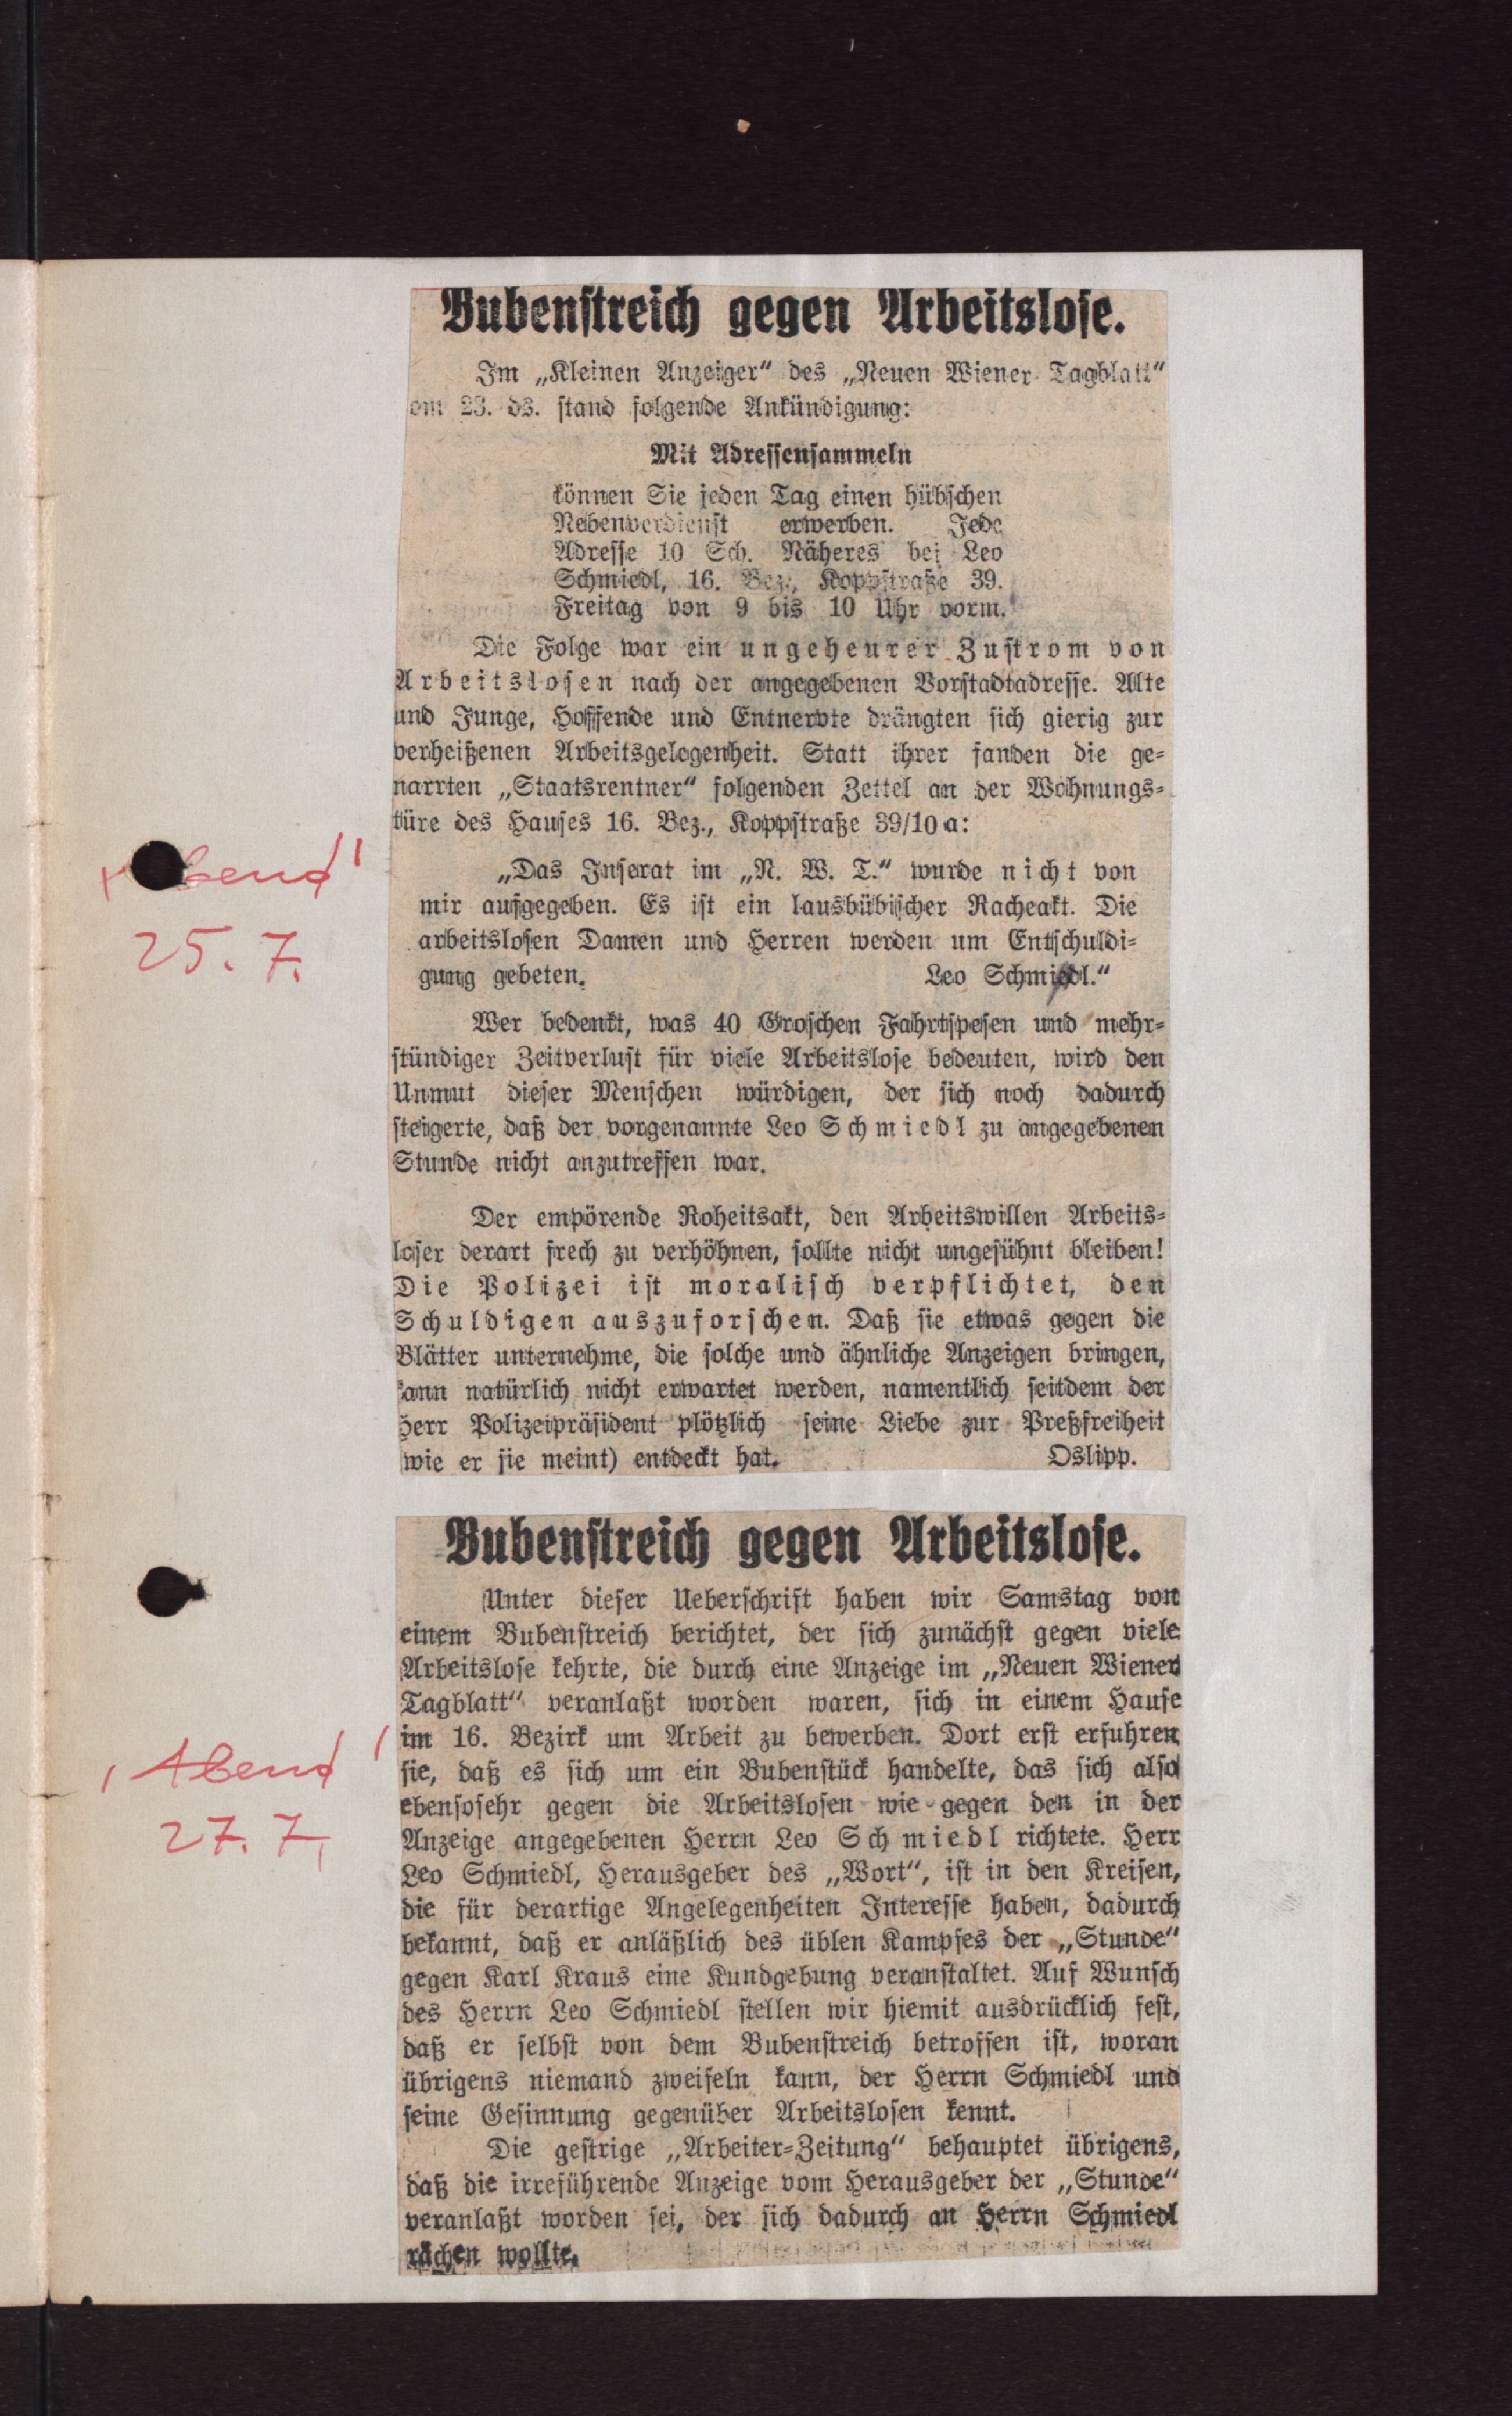 Bubenstreich gegen Arbeitslose.
Im „Kleinen Anzeiger“ des „Neuen Wiener Tagblatt“
om 23. ds. stand folgende Ankündigung:
Mit Adressensammeln
können Sie jeden Tag einen hübschen
Nebenverdienst erwerben. Jede
Adresse 10 Sch. Näheres bei Leo
Schmiedl, 16. Bez., Koppstraße 39.
Freitag von 9 bis 10 Uhr vorm.
Die Folge war ein ungeheurer Zustrom von
Arbeitslosen nach der angegebenen Vorstadtadresse. Alte
und Junge, Hoffende und Entnervte drängten sich gierig zur
verheißenen Arbeitsgelegenheit. Statt ihrer fanden die ge-
narrten „Staatsrentner“ folgenden Zettel an der Wohnungs-
türe des Hauses 16. Bez., Koppstraße 39/10a:
„Das Inserat im „N. W. T.“ wurde nicht von
mir aufgegeben. Es ist ein lausbübischer Racheakt. Die
arbeitslosen Damen und Herren werden um Entschuldi-
gung gebeten. Leo Schmiedl.“
Abend
25. 7.
Wer bedenkt, was 40 Groschen Fahrtspesen und mehr-
stündiger Zeitverlust für viele Arbeitslose bedeuten, wird den
Unmut dieser Menschen würdigen, der sich noch dadurch
steigerte, daß der vorgenannte Leo Schmiedl zu angegebenen
Stunde nicht anzutreffen war.
Der empörende Roheitsakt, den Arbeitswillen Arbeits-
loser derart frech zu verhöhnen, sollte nicht ungesühnt bleiben!
Die Polizei ist moralisch verpflichtet, den
Schuldigen auszuforschen. Daß sie etwas gegen die
Blätter unternehme, die solche und ähnliche Anzeigen bringen,
kann natürlich nicht erwartet werden, namentlich seitdem der
Herr Polizeipräsident plötzlich seine Liebe zur Preßfreiheit
(wie er sie meint) entdeckt hat. Oslipp.
Bubenstreich gegen Arbeitslose.
Unter dieser Ueberschrift haben wir Samstag von
einem Bubenstreich berichtet, der sich zunächst gegen viele
Arbeitslose kehrte, die durch eine Anzeige im „Neuen Wiener
Tagblatt“ veranlaßt worden waren, sich in einem Hause
im 16. Bezirk um Arbeit zu bewerben. Dort erst erfuhren
sie, daß es sich um ein Bubenstück handelte, das sich also
ebensosehr gegen die Arbeitslosen wie gegen den in der
Anzeige angegebenen Herrn Leo Schmiedl richtete. Herr
Leo Schmiedl, Herausgeber des „Wort“, ist in den Kreisen,
die für derartige Angelegenheiten Interesse haben, dadurch
bekannt, daß er anläßlich des üblen Kampfes der „Stunde“
gegen Karl Kraus eine Kundgebung veranstaltet. Auf Wunsch
des Herrn Leo Schmiedl stellen wir hiemit ausdrücklich fest,
daß er selbst von dem Bubenstreich betroffen ist, woran
übrigens niemand zweifeln kann, der Herrn Schmiedl und
seine Gesinnung gegenüber Arbeitslosen kennt.
Die gestrige „Arbeiter-Zeitung“ behauptet übrigens,
daß die irreführende Anzeige vom Herausgeber der „Stunde“
veranlaßt worden sei, der sich dadurch an Herrn Schmiedl
rächen wollte.
Abend
27. 7.